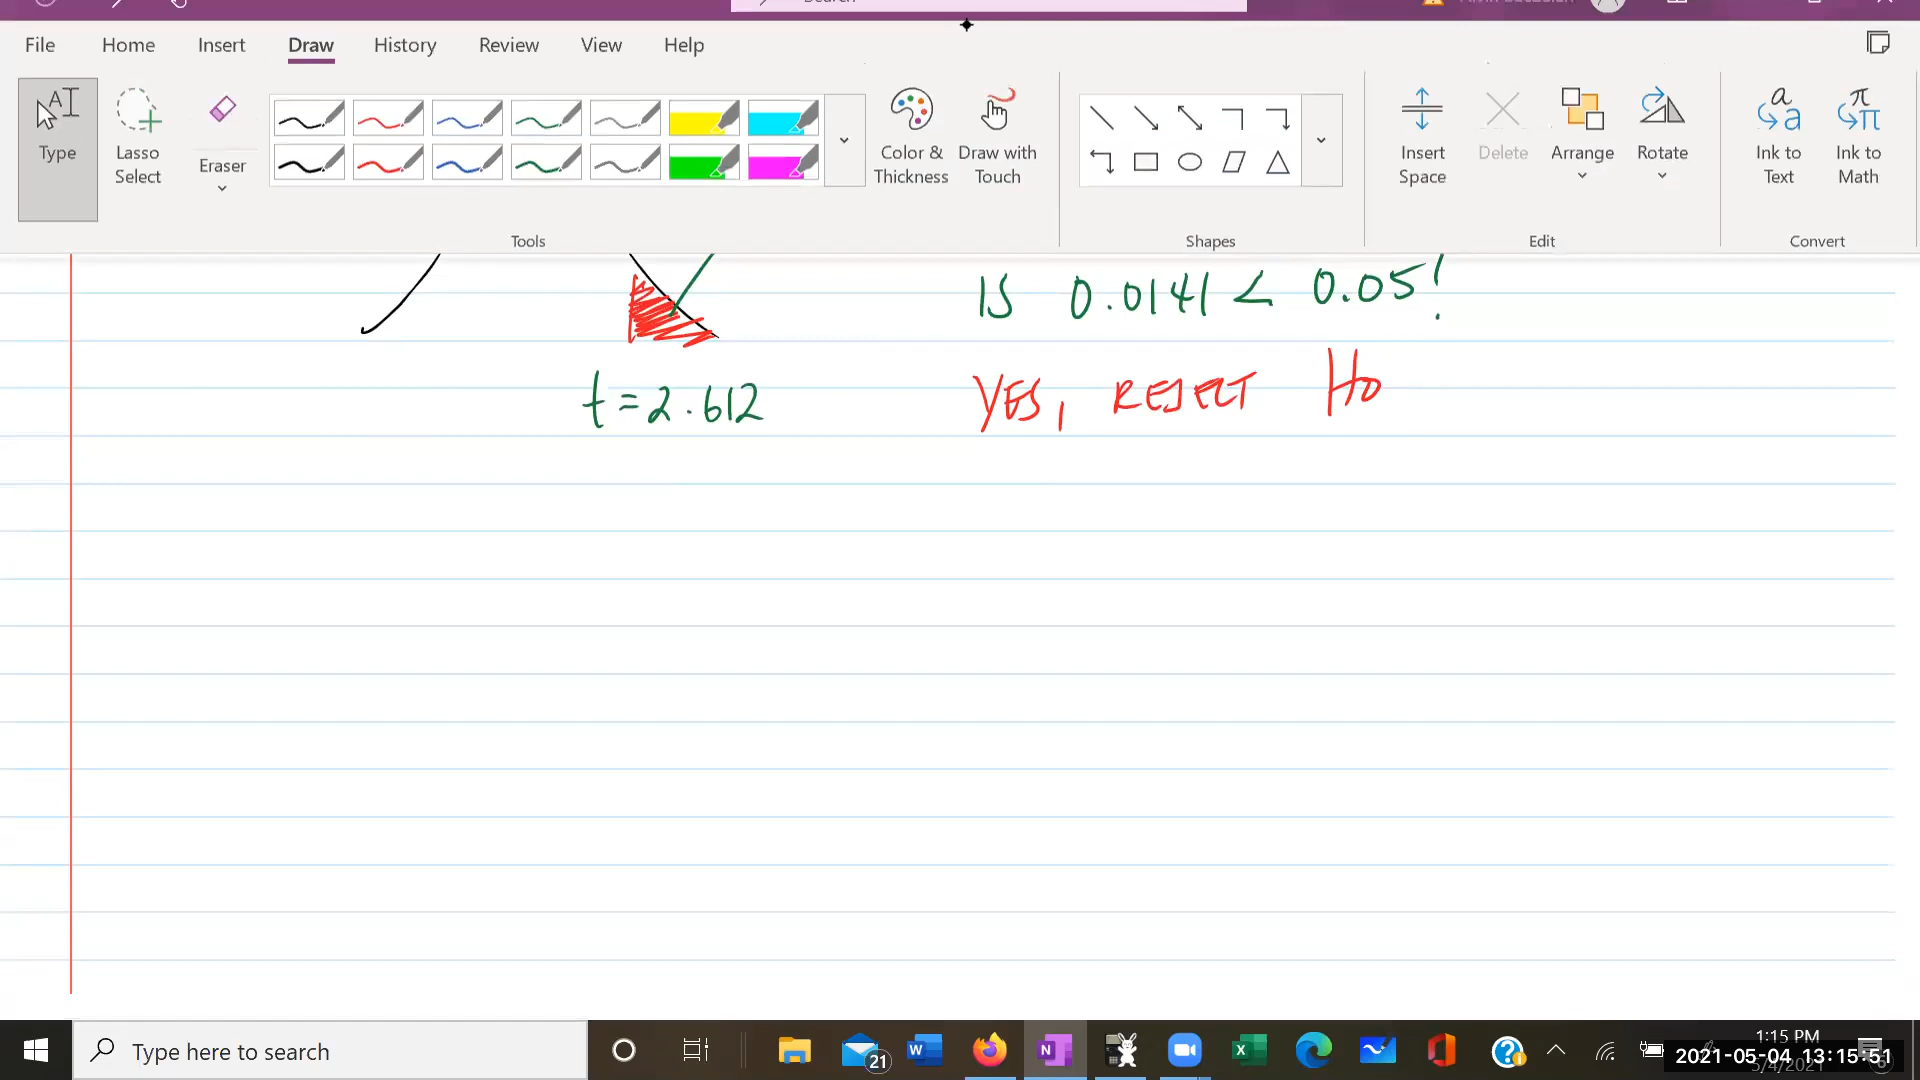 File Home Insert Draw History Review View Help
Type
Lasso Select
Eraser
Color & Thickness
Draw with Touch
Insert Space
Delete
Arrange
Rotate
Ink to Text
Ink to Math
Tools Shapes Edit Convert
IS 0.0141 < 0.05?
t=2.612 YES, REJECT Ho
Type here to search
21
1:15 PM
2021-05-04 13:15:51